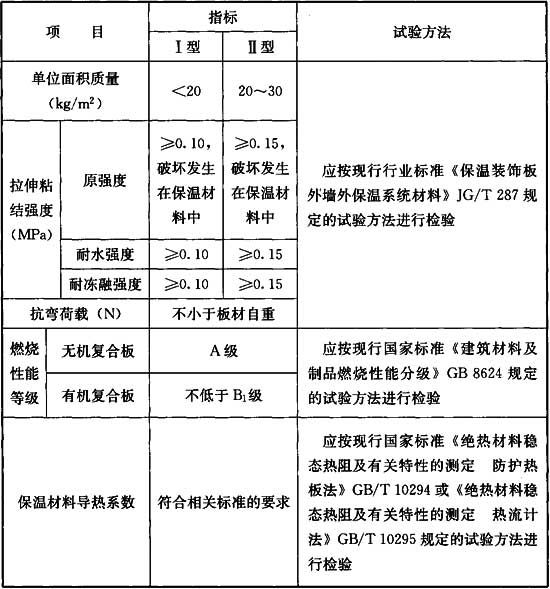 项 目
指标
试验方法
Ⅰ型
Ⅱ型
单位面积质量
（kg/m²）
<20
20～30
应按现行行业标准《保温装饰板
外墙外保温系统材料》JG/T 287 规
定的试验方法进行检验
拉伸粘
结强度
（MPa）
原强度
≥0.10，
破坏发生
在保温材
料中
≥0.15，
破坏发生
在保温材
料中
耐水强度
≥0.10
≥0.15
耐冻融强度
≥0.10
≥0.15
抗弯荷载（N）
不小于板材自重
燃烧
性能
等级
无机复合板
A 级
应按现行国家标准《建筑材料及
制品燃烧性能分级》GB 8624 规定
的试验方法进行检验
有机复合板
不低于 B₁级
保温材料导热系数
符合相关标准的要求
应按现行国家标准《绝热材料稳
态热阻及有关特性的测定 防护热
板法》GB/T 10294 或《绝热材料稳
态热阻及有关特性的测定 热流计
法》GB/T 10295 规定的试验方法进
行检验